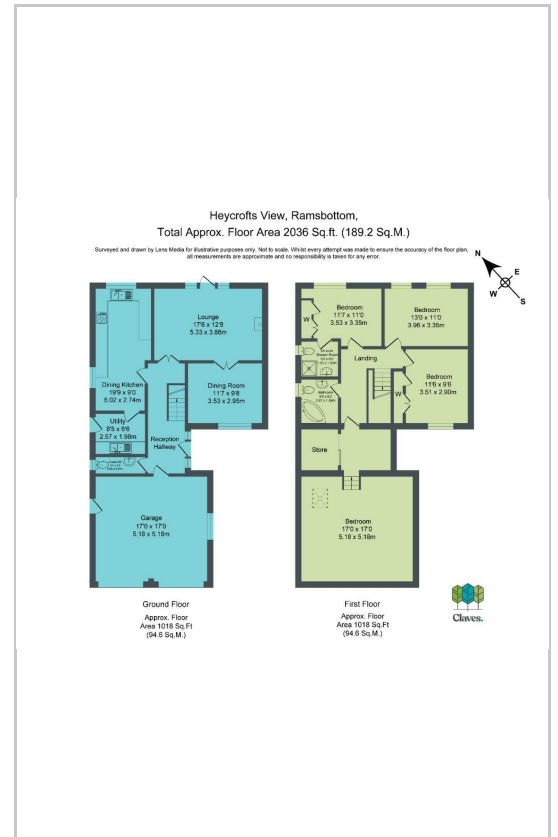 Heycrofts View, Ramsbottom,
Total Approx. Floor Area 2036 Sq.ft. (189.2 Sq.M.)
Surveyed and drawn by Lens Media for illustrative purposes only. Not to scale. Whilst every attempt was made to ensure the accuracy of the floor plan,
all measurements are approximate and no responsibility is taken for any error.
N
E
W
S
Lounge
17'6 x 12'8
5.33 x 3.86m
Dining Kitchen
19'9 x 9'0
6.02 x 2.74m
Dining Room
11'7 x 9'8
3.53 x 2.95m
Utility
8'5 x 6'6
2.57 x 1.98m
Reception
Hallway
Garage
17'0 x 17'0
5.18 x 5.18m
Ground Floor
Approx. Floor
Area 1018 Sq.Ft
(94.6 Sq.M.)
Bedroom
11'7 x 11'0
3.53 x 3.35m
Bedroom
13'0 x 11'0
3.96 x 3.35m
W
En-suite
Shower Room
Landing
Bedroom
11'6 x 9'6
3.51 x 2.90m
W
Bathroom
Store
Bedroom
17'0 x 17'0
5.18 x 5.18m
First Floor
Approx. Floor
Area 1018 Sq.Ft
(94.6 Sq.M.)
Claves.